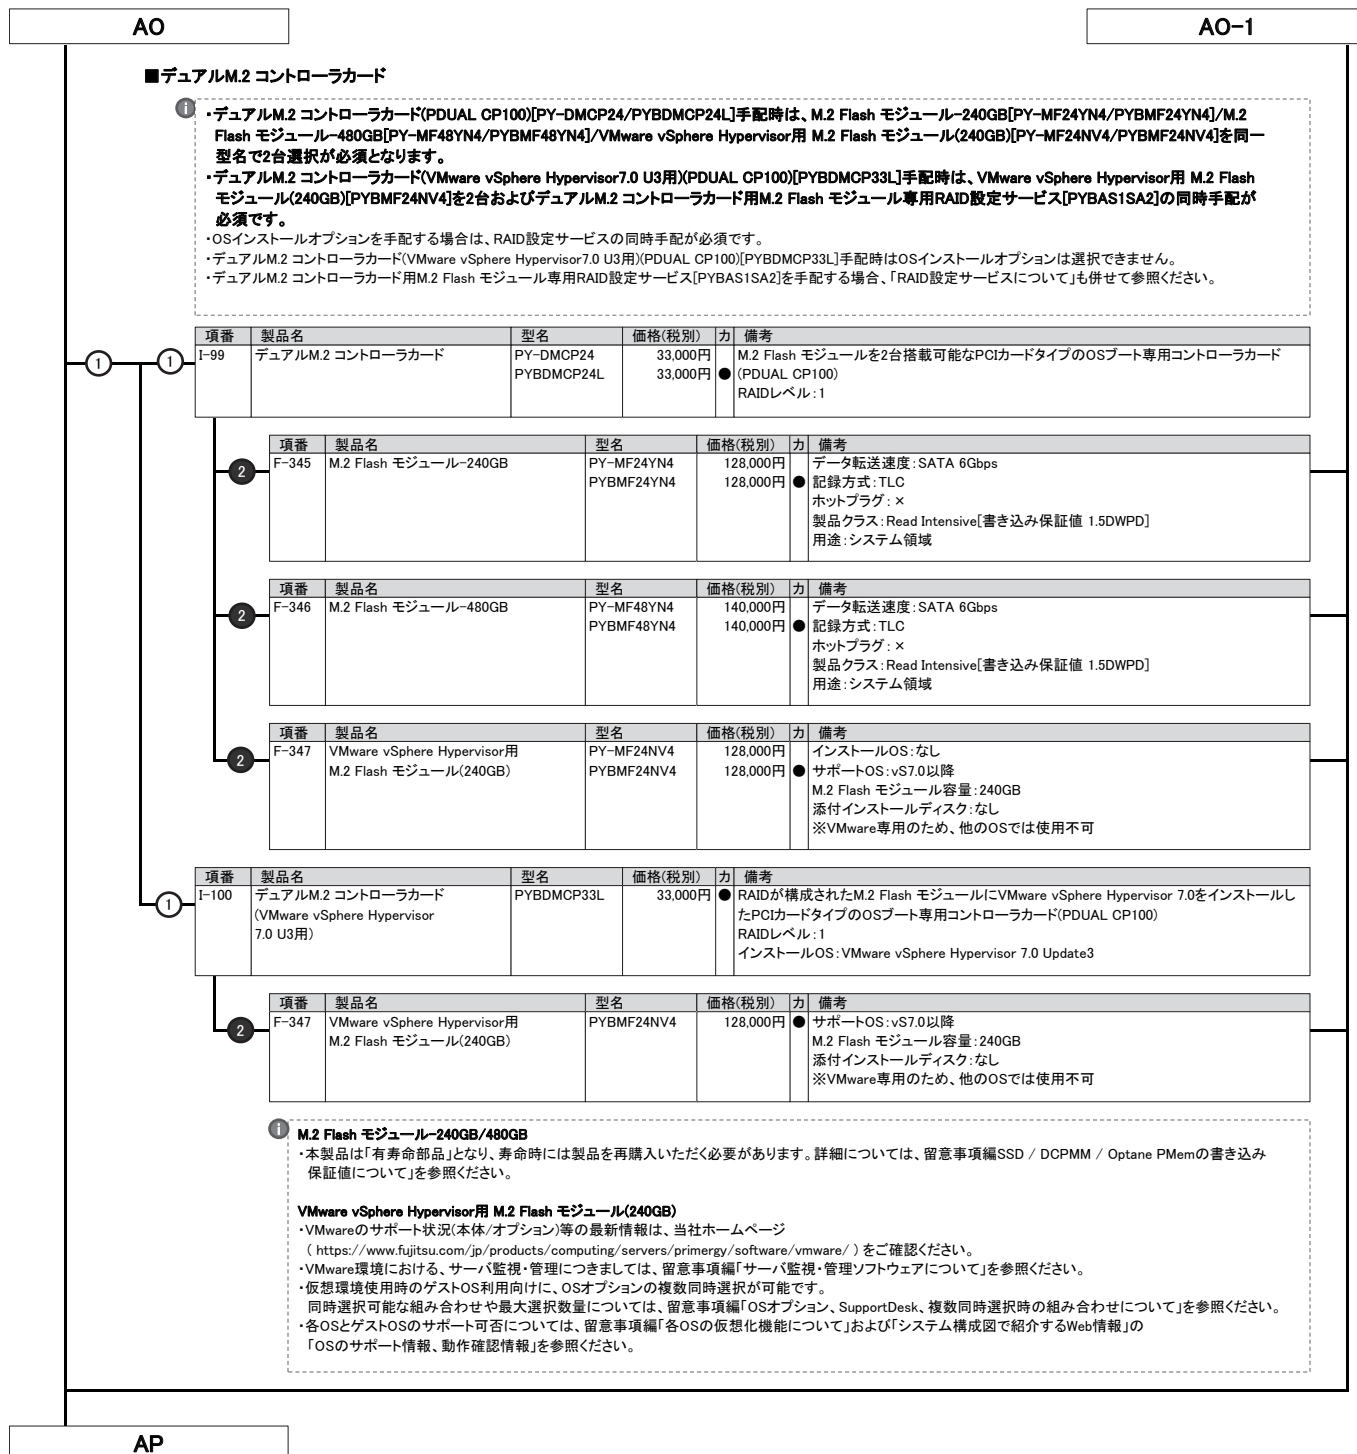 AO
AO-1
■デュアルM.2 コントローラカード
・デュアルM.2 コントローラカード(PDUAL CP100)[PY-DMCP24/PYBDMCP24L]手配時は、M.2 Flash モジュール-240GB[PY-MF24YN4/PYBMF24YN4]/M.2
Flash モジュール-480GB[PY-MF48YN4/PYBMF48YN4]/VMware vSphere Hypervisor用 M.2 Flash モジュール(240GB)[PY-MF24NV4/PYBMF24NV4]を同一
型名で2台選択が必須となります。
・デュアルM.2 コントローラカード(VMware vSphere Hypervisor7.0 U3用)(PDUAL CP100)[PYBDMCP33L]手配時は、VMware vSphere Hypervisor用 M.2 Flash
モジュール(240GB)[PYBMF24NV4]を2台およびデュアルM.2 コントローラカード用M.2 Flash モジュール専用RAID設定サービス[PYBAS1SA2]の同時手配が
必須です。
・OSインストールオプションを手配する場合は、RAID設定サービスの同時手配が必須です。
・デュアルM.2 コントローラカード(VMware vSphere Hypervisor7.0 U3用)(PDUAL CP100)[PYBDMCP33L]手配時はOSインストールオプションは選択できません。
・デュアルM.2 コントローラカード用M.2 Flash モジュール専用RAID設定サービス[PYBAS1SA2]を手配する場合、「RAID設定サービスについて」も併せて参照ください。
項番 製品名 型名 価格(税別) カ 備考
1 1 I-99 デュアルM.2 コントローラカード PY-DMCP24 33,000円 M.2 Flash モジュールを2台搭載可能なPCIカードタイプのOSブート専用コントローラカード
PYBDMCP24L 33,000円 ● (PDUAL CP100)
RAIDレベル:1
項番 製品名 型名 価格(税別) カ 備考
2 F-345 M.2 Flash モジュール-240GB PY-MF24YN4 128,000円 データ転送速度:SATA 6Gbps
PYBMF24YN4 128,000円 ● 記録方式:TLC
ホットプラグ:×
製品クラス:Read Intensive[書き込み保証値 1.5DWPD]
用途:システム領域
項番 製品名 型名 価格(税別) カ 備考
2 F-346 M.2 Flash モジュール-480GB PY-MF48YN4 140,000円 データ転送速度:SATA 6Gbps
PYBMF48YN4 140,000円 ● 記録方式:TLC
ホットプラグ:×
製品クラス:Read Intensive[書き込み保証値 1.5DWPD]
用途:システム領域
項番 製品名 型名 価格(税別) カ 備考
2 F-347 VMware vSphere Hypervisor用 PY-MF24NV4 128,000円 インストールOS:なし
M.2 Flash モジュール(240GB) PYBMF24NV4 128,000円 ● サポートOS:vS7.0以降
M.2 Flash モジュール容量:240GB
添付インストールディスク:なし
※VMware専用のため、他のOSでは使用不可
項番 製品名 型名 価格(税別) カ 備考
1 I-100 デュアルM.2 コントローラカード PYBDMCP33L 33,000円 ● RAIDが構成されたM.2 Flash モジュールにVMware vSphere Hypervisor 7.0をインストールし
(VMware vSphere Hypervisor たPCIカードタイプのOSブート専用コントローラカード(PDUAL CP100)
7.0 U3用) RAIDレベル:1
インストールOS:VMware vSphere Hypervisor 7.0 Update3
項番 製品名 型名 価格(税別) カ 備考
2 F-347 VMware vSphere Hypervisor用 PYBMF24NV4 128,000円 ● サポートOS:vS7.0以降
M.2 Flash モジュール(240GB) M.2 Flash モジュール容量:240GB
添付インストールディスク:なし
※VMware専用のため、他のOSでは使用不可
M.2 Flash モジュール-240GB/480GB
・本製品は「有寿命部品」となり、寿命時には製品を再購入いただく必要があります。詳細については、留意事項編SSD / DCPMM / Optane PMemの書き込み
保証値について」を参照ください。
VMware vSphere Hypervisor用 M.2 Flash モジュール(240GB)
・VMwareのサポート状況(本体/オプション)等の最新情報は、当社ホームページ
( https://www.fujitsu.com/jp/products/computing/servers/primergy/software/vmware/ ) をご確認ください。
・VMware環境における、サーバ監視・管理につきましては、留意事項編「サーバ監視・管理ソフトウェアについて」を参照ください。
・仮想環境使用時のゲストOS利用向けに、OSオプションの複数同時選択が可能です。
同時選択可能な組み合わせや最大選択数量については、留意事項編「OSオプション、SupportDesk、複数同時選択時の組み合わせについて」を参照ください。
・各OSとゲストOSのサポート可否については、留意事項編「各OSの仮想化機能について」および「システム構成図で紹介するWeb情報」の
「OSのサポート情報、動作確認情報」を参照ください。
AP